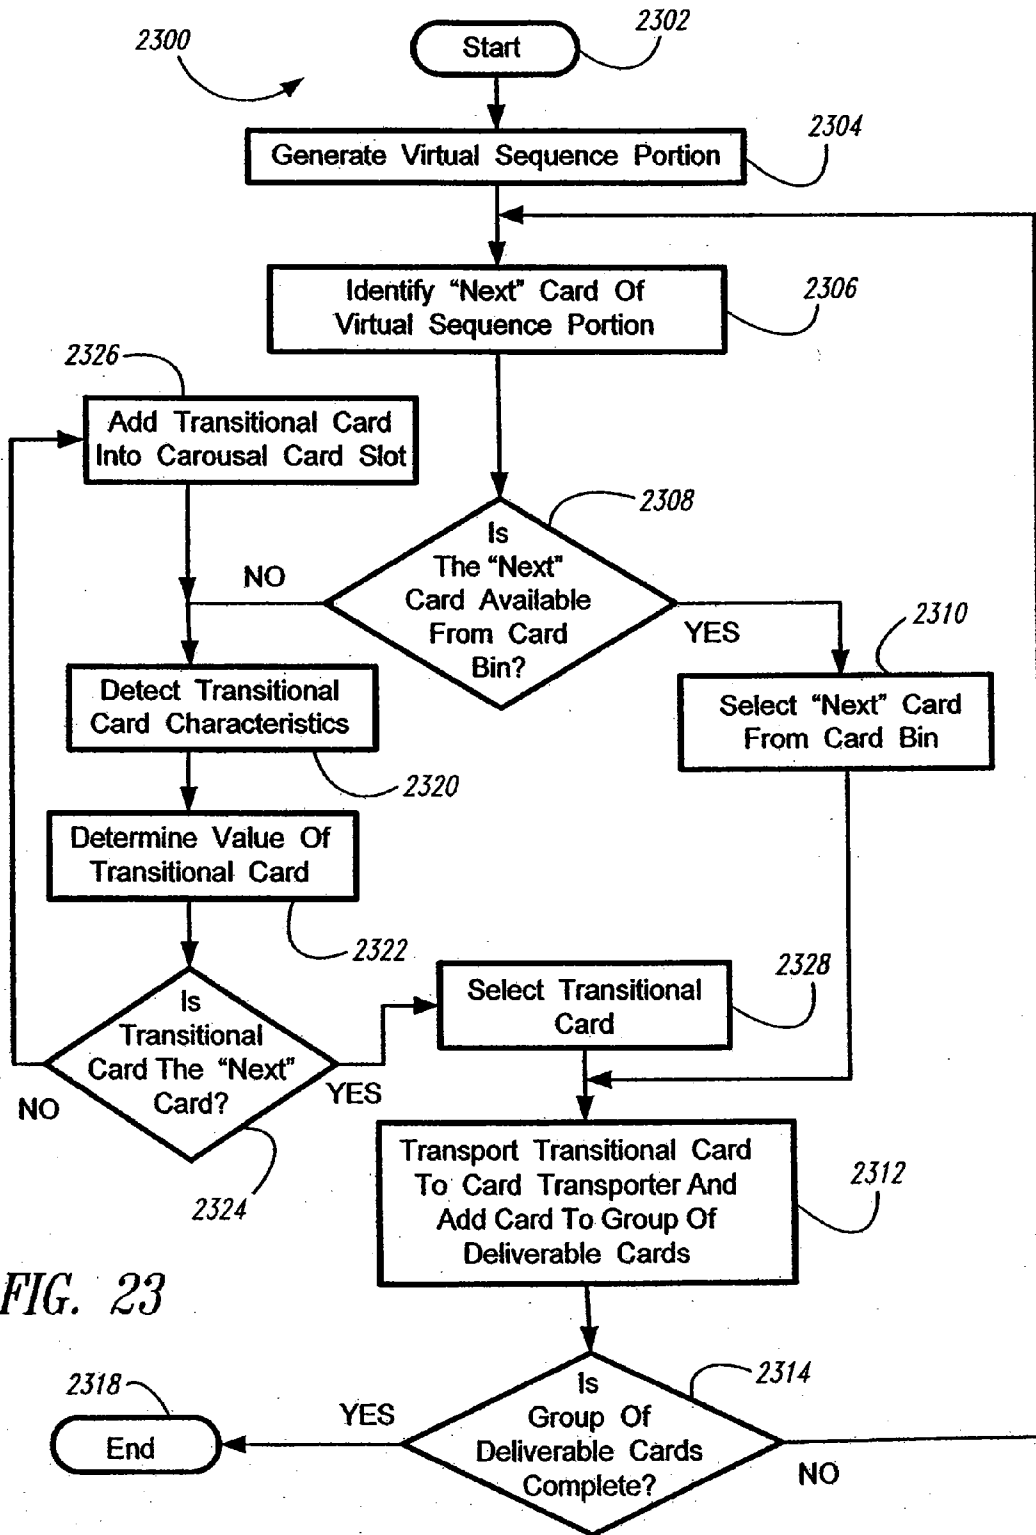 2300
Start
2302
Generate Virtual Sequence Portion
2304
Identify “Next” Card Of
Virtual Sequence Portion
2306
2326
Add Transitional Card
Into Carousal Card Slot
Is
The “Next”
Card Available
From Card
Bin?
2308
NO
YES
2310
Select “Next” Card
From Card Bin
Detect Transitional
Card Characteristics
2320
Determine Value Of
Transitional Card
2322
Is
Transitional
Card The “Next”
Card?
NO
YES
2324
Select Transitional
Card
2328
Transport Transitional Card
To Card Transporter And
Add Card To Group Of
Deliverable Cards
2312
FIG. 23
Is
Group Of
Deliverable Cards
Complete?
2314
YES
NO
2318
End